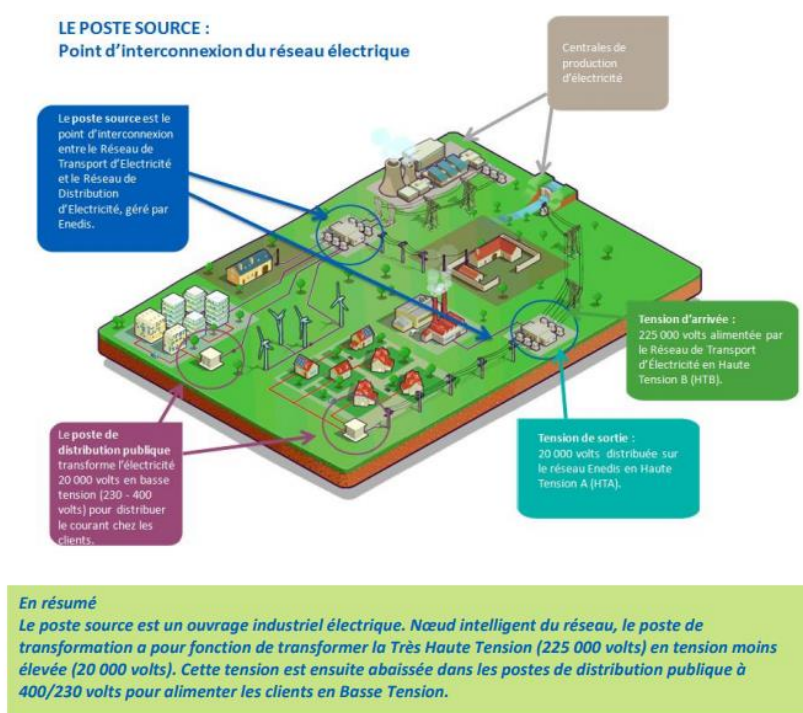 LE POSTE SOURCE :
Point d'interconnexion du réseau électrique
Centrales de
production
d'électricité
Le poste source est le
point d'interconnexion
entre le Réseau de
Transport d'Electricité
et le Réseau de
Distribution
d'Electricité, géré par
Enedis.
Tension d'arrivée :
225 000 volts alimentée par
le Réseau de Transport
d'Électricité en Haute
Tension B (HTB).
Le poste de
distribution publique
transforme l'électricité
20 000 volts en basse
tension (230 - 400
volts) pour distribuer
le courant chez les
clients.
Tension de sortie :
20 000 volts distribuée sur
le réseau Enedis en Haute
Tension A (HTA).
En résumé
Le poste source est un ouvrage industriel électrique. Nœud intelligent du réseau, le poste de
transformation a pour fonction de transformer la Très Haute Tension (225 000 volts) en tension moins
élevée (20 000 volts). Cette tension est ensuite abaissée dans les postes de distribution publique à
400/230 volts pour alimenter les clients en Basse Tension.